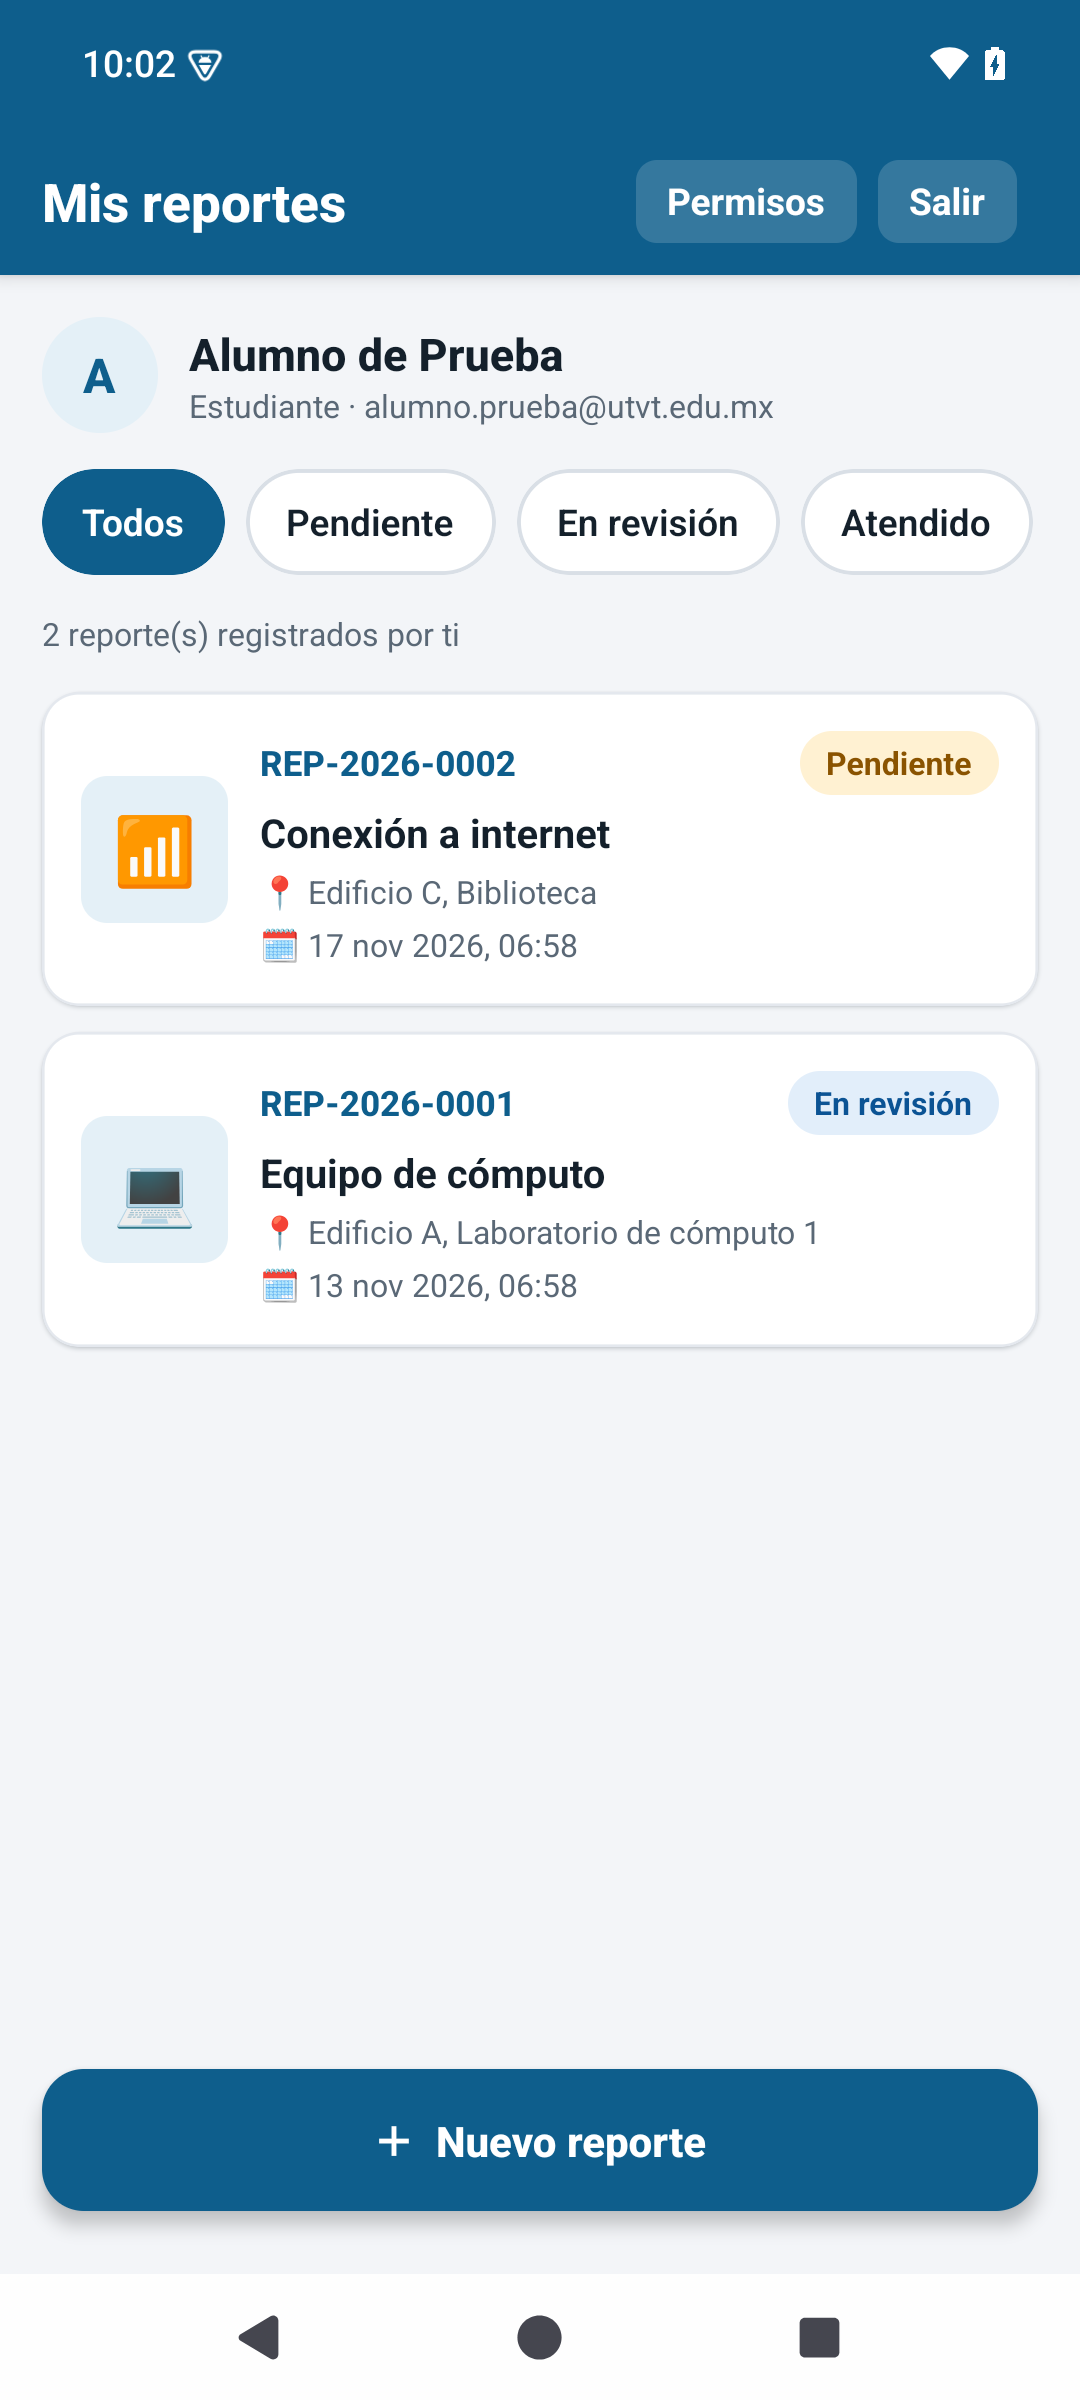 10:02
Mis reportes
Permisos
Salir
A
Alumno de Prueba
Estudiante · alumno.prueba@utvt.edu.mx
Todos
Pendiente
En revisión
Atendido
2 reporte(s) registrados por ti
REP-2026-0002
Pendiente
Conexión a internet
Edificio C, Biblioteca
17 nov 2026, 06:58
REP-2026-0001
En revisión
Equipo de cómputo
Edificio A, Laboratorio de cómputo 1
13 nov 2026, 06:58
+ Nuevo reporte